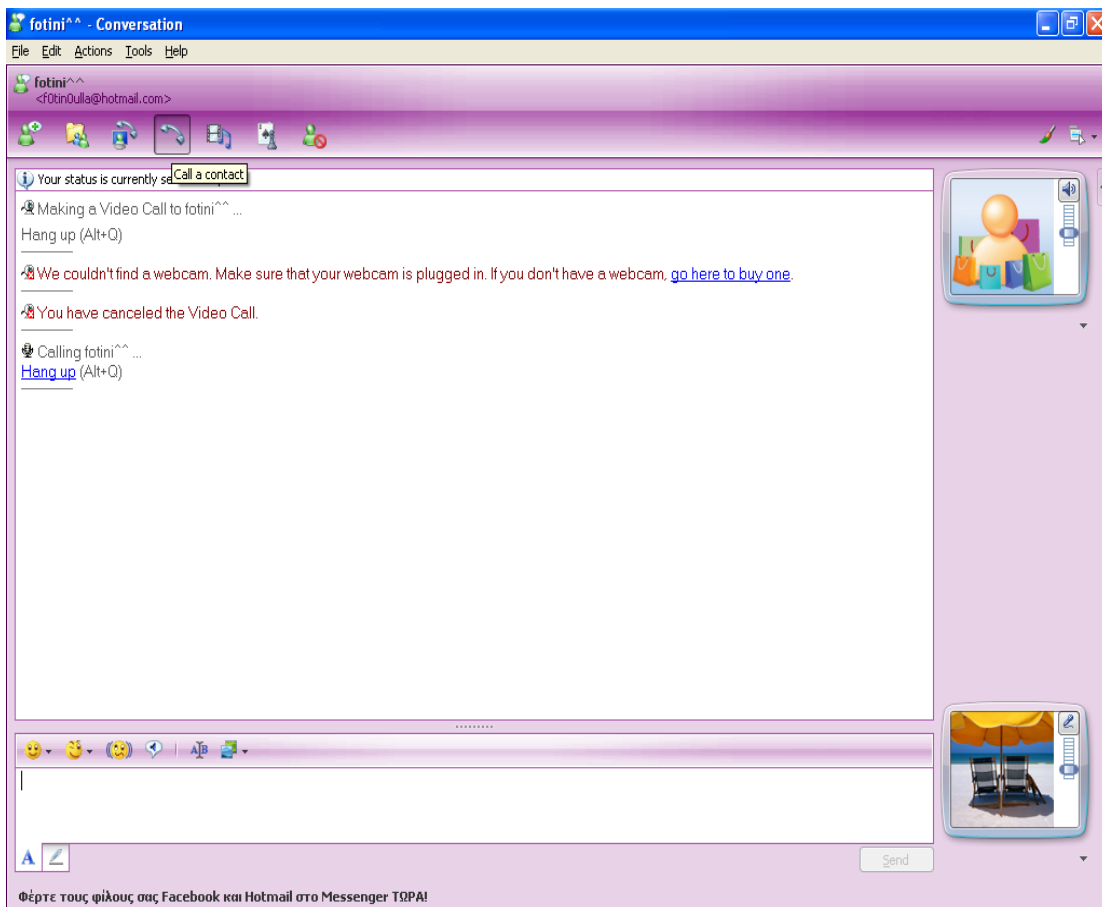 fotini^^ - Conversation
File Edit Actions Tools Help
fotini^^
<f0tin0ulla@hotmail.com>
Call a contact
Your status is currently se
Making a Video Call to fotini^^ ...
Hang up (Alt+Q)
We couldn't find a webcam. Make sure that your webcam is plugged in. If you don't have a webcam, go here to buy one.
You have canceled the Video Call.
Calling fotini^^ ...
Hang up (Alt+Q)
A
Send
Φέρτε τους φίλους σας Facebook και Hotmail στο Messenger ΤΩΡΑ!